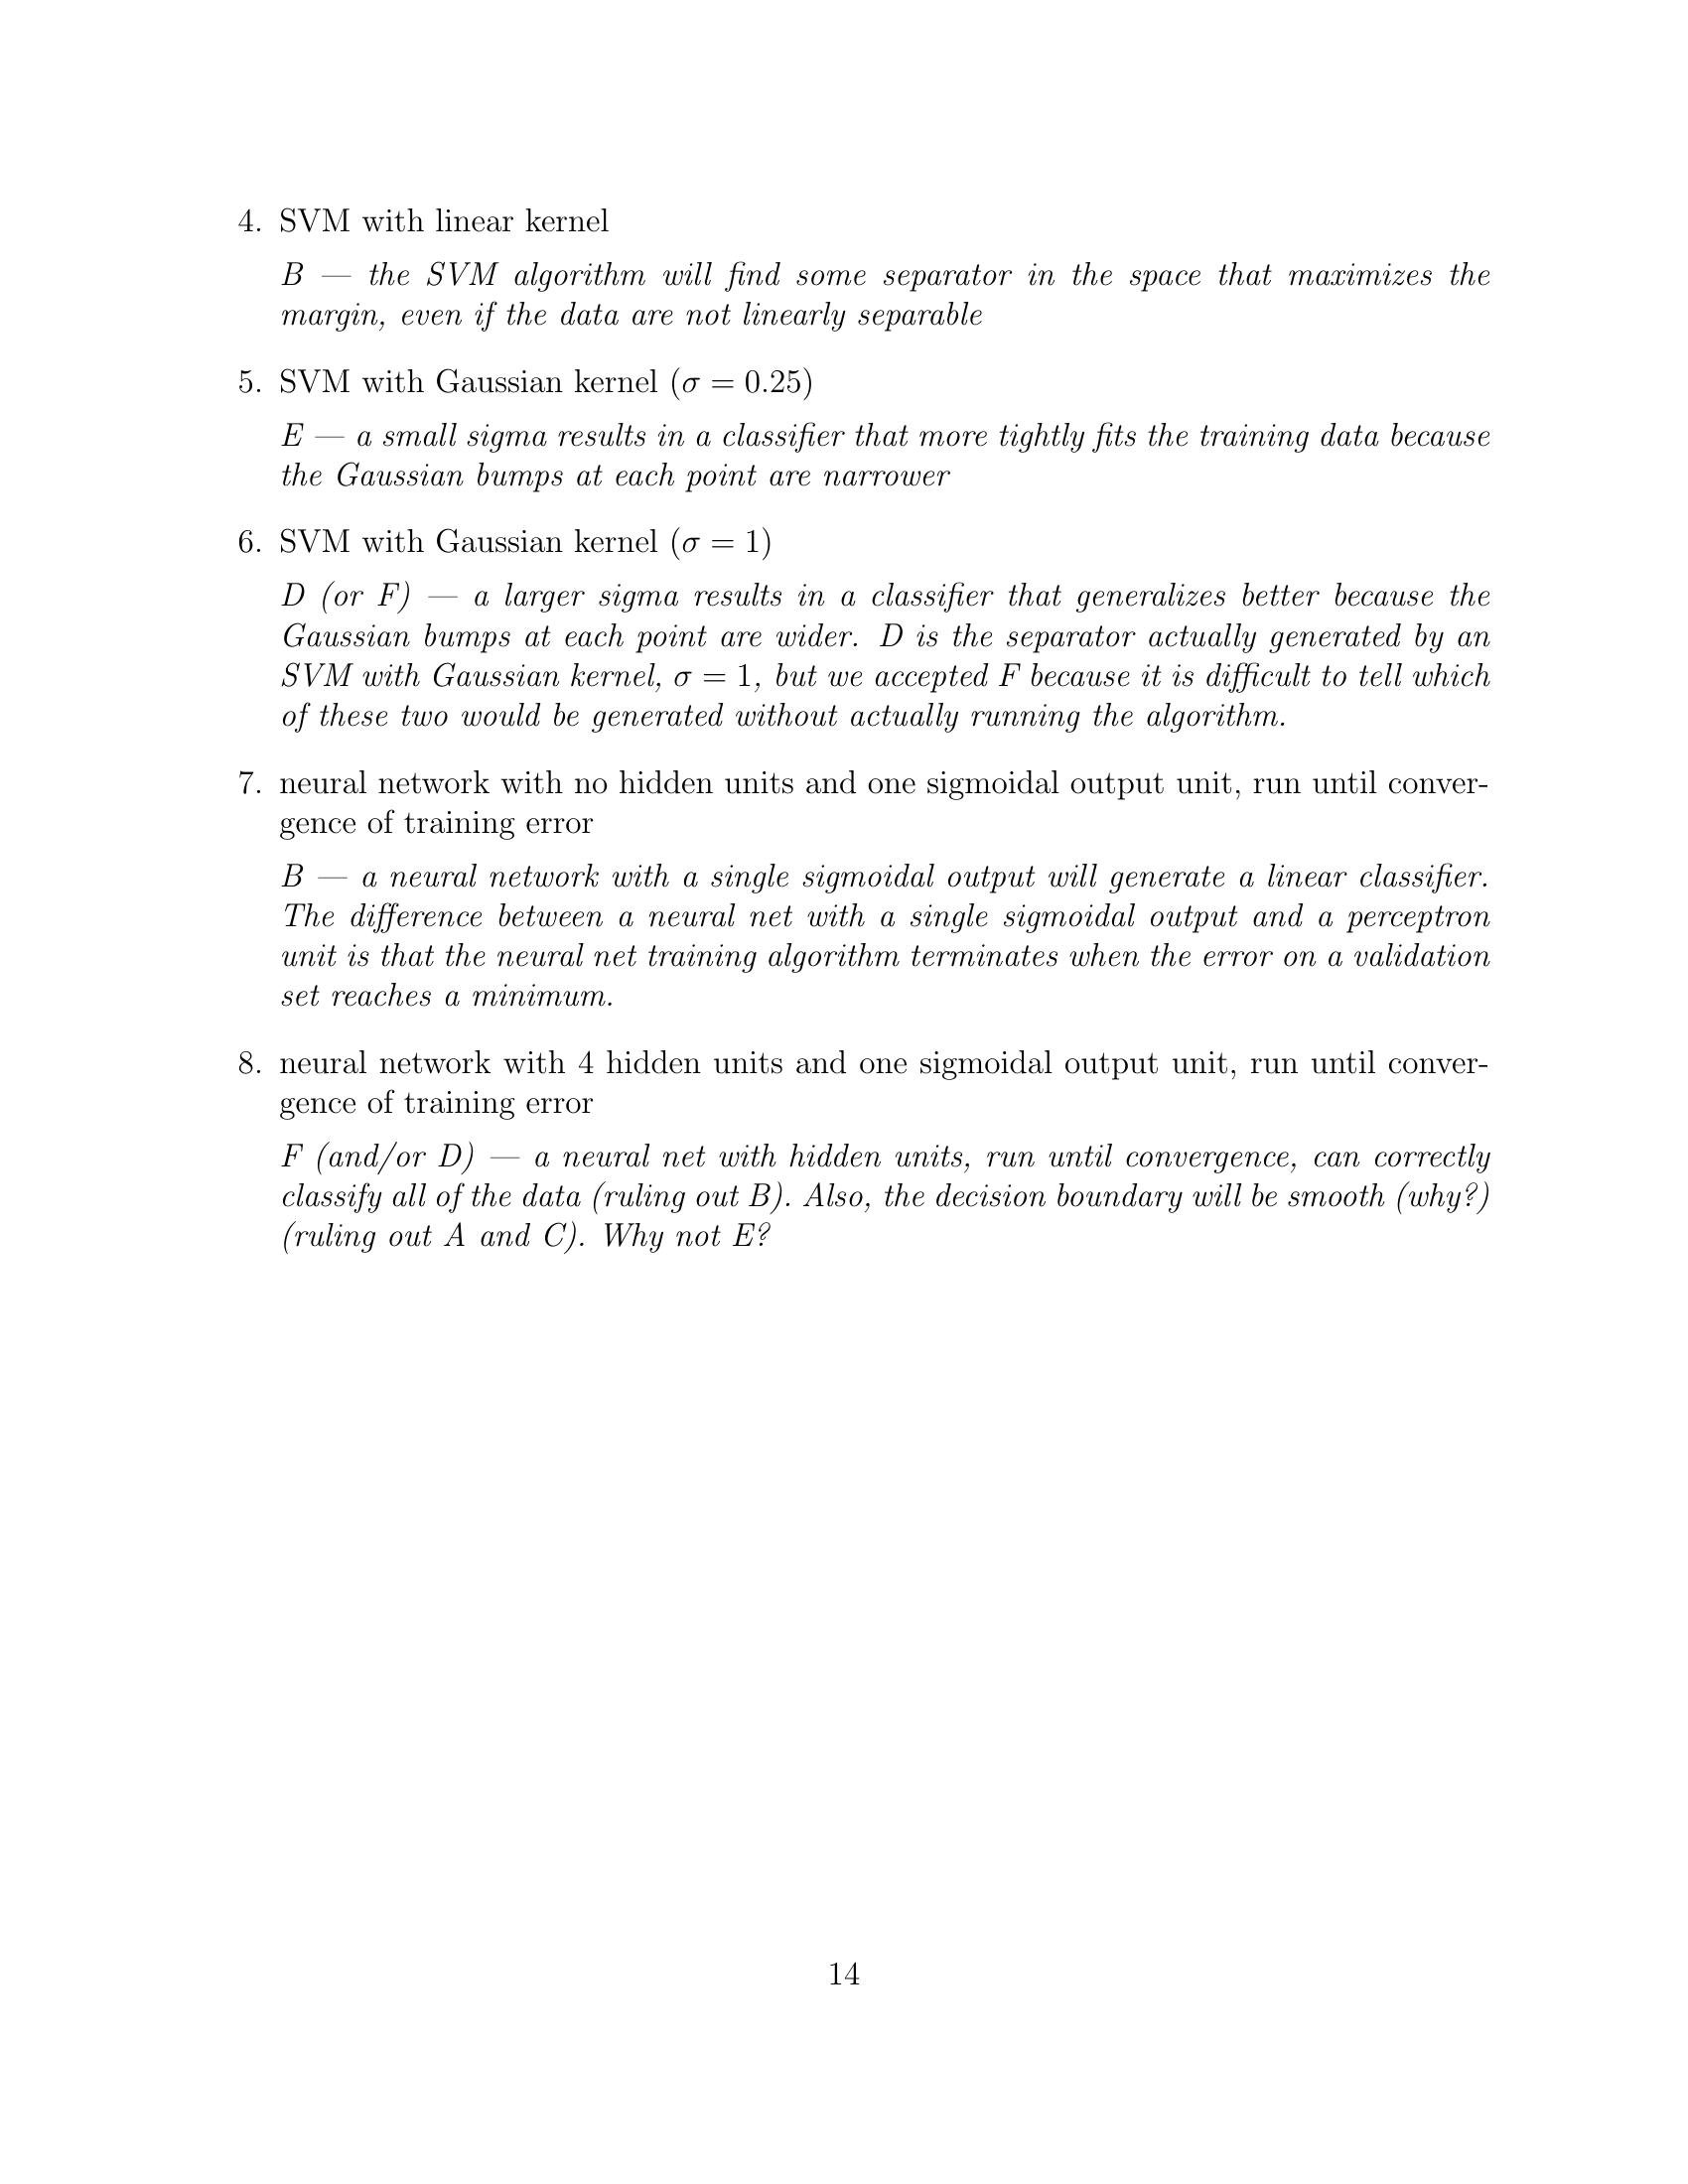 4. SVM with linear kernel
B — the SVM algorithm will find some separator in the space that maximizes the
margin, even if the data are not linearly separable
5. SVM with Gaussian kernel (σ = 0.25)
E — a small sigma results in a classifier that more tightly fits the training data because
the Gaussian bumps at each point are narrower
6. SVM with Gaussian kernel (σ = 1)
D (or F) — a larger sigma results in a classifier that generalizes better because the
Gaussian bumps at each point are wider. D is the separator actually generated by an
SVM with Gaussian kernel, σ = 1, but we accepted F because it is difficult to tell which
of these two would be generated without actually running the algorithm.
7. neural network with no hidden units and one sigmoidal output unit, run until conver-
gence of training error
B — a neural network with a single sigmoidal output will generate a linear classifier.
The difference between a neural net with a single sigmoidal output and a perceptron
unit is that the neural net training algorithm terminates when the error on a validation
set reaches a minimum.
8. neural network with 4 hidden units and one sigmoidal output unit, run until conver-
gence of training error
F (and/or D) — a neural net with hidden units, run until convergence, can correctly
classify all of the data (ruling out B). Also, the decision boundary will be smooth (why?)
(ruling out A and C). Why not E?
14